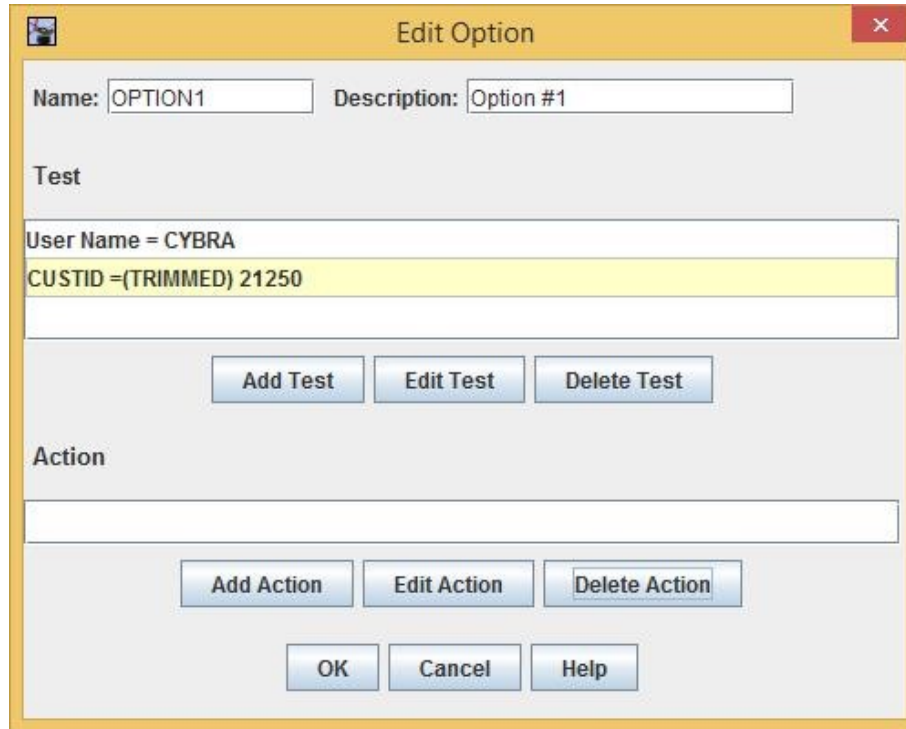 Edit Option
Name: OPTION1 Description: Option #1
Test
User Name = CYBRA
CUSTID =(TRIMMED) 21250
Add Test Edit Test Delete Test
Action
Add Action Edit Action Delete Action
OK Cancel Help